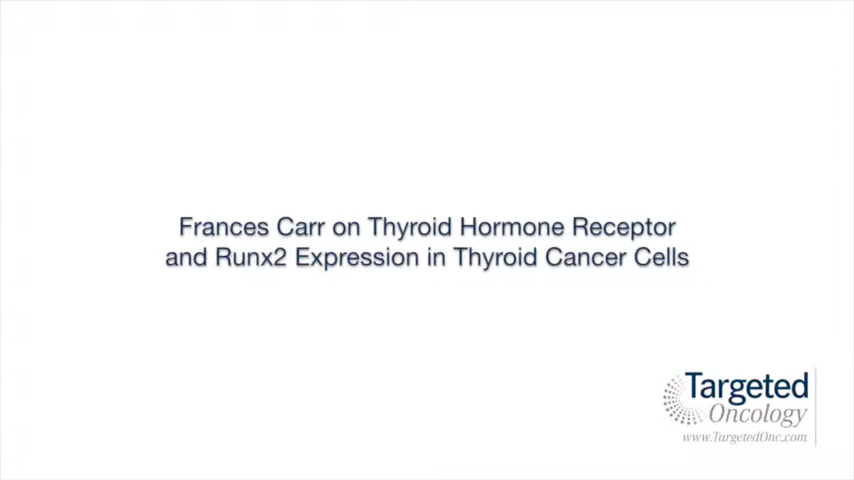 Frances Carr on Thyroid Hormone Receptor
and Runx2 Expression in Thyroid Cancer Cells
Targeted
Oncology
www.TargetedOnc.com